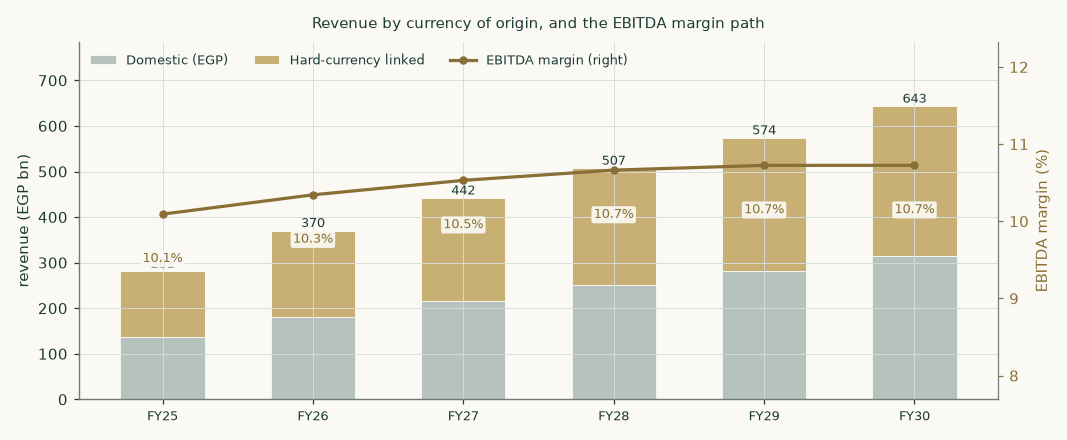 Revenue by currency of origin, and the EBITDA margin path
Domestic (EGP)
Hard-currency linked
EBITDA margin (right)
revenue (EGP bn)
700
600
500
400
300
200
100
0
10.1%
370
10.3%
442
10.5%
507
10.7%
574
10.7%
643
10.7%
FY25
FY26
FY27
FY28
FY29
FY30
12
11
10
9
8
EBITDA margin (%)